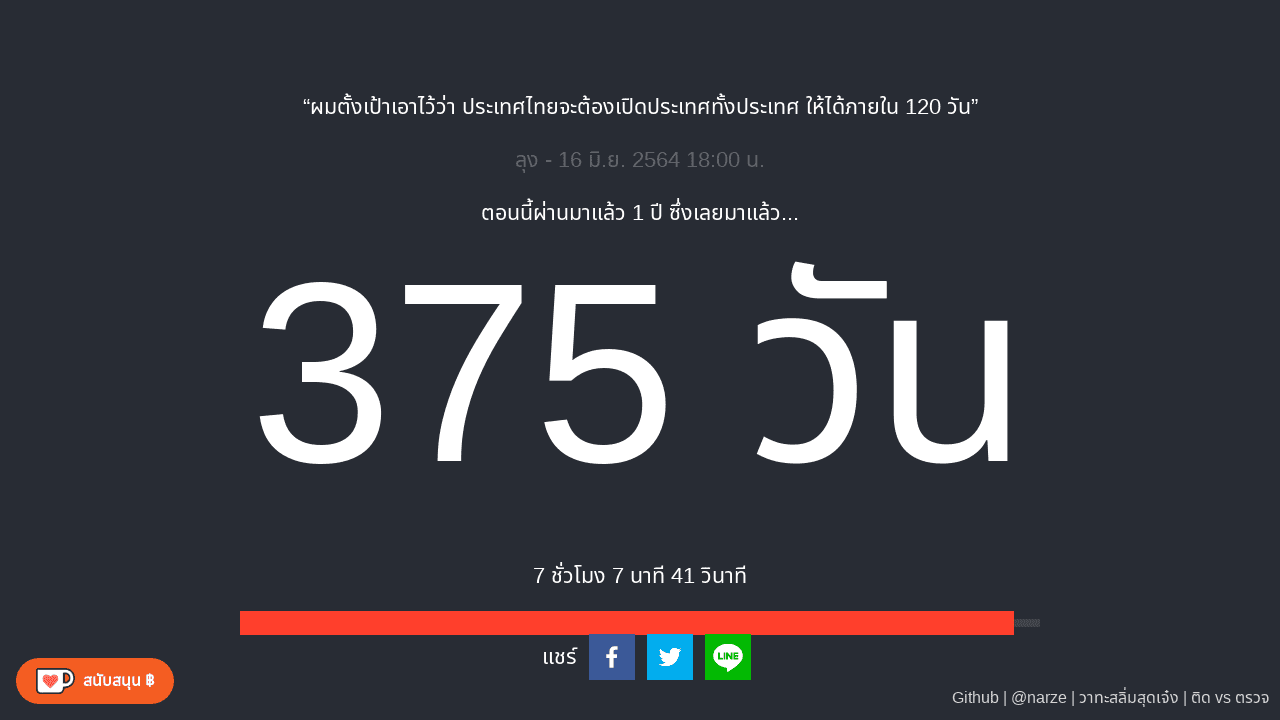 “ผมตั้งเป้าเอาไว้ว่า ประเทศไทยจะต้องเปิดประเทศทั้งประเทศ ให้ได้ภายใน 120 วัน”
ลุง - 16 มิ.ย. 2564 18:00 น.
ตอนนี้ผ่านมาแล้ว 1 ปี ซึ่งเลยมาแล้ว...
375 วัน
7 ชั่วโมง 7 นาที 41 วินาที
แชร์
LINE
สนับสนุน ฿
Github | @narze | วาทะสลิ่มสุดเจ๋ง | ติด vs ตรวจ